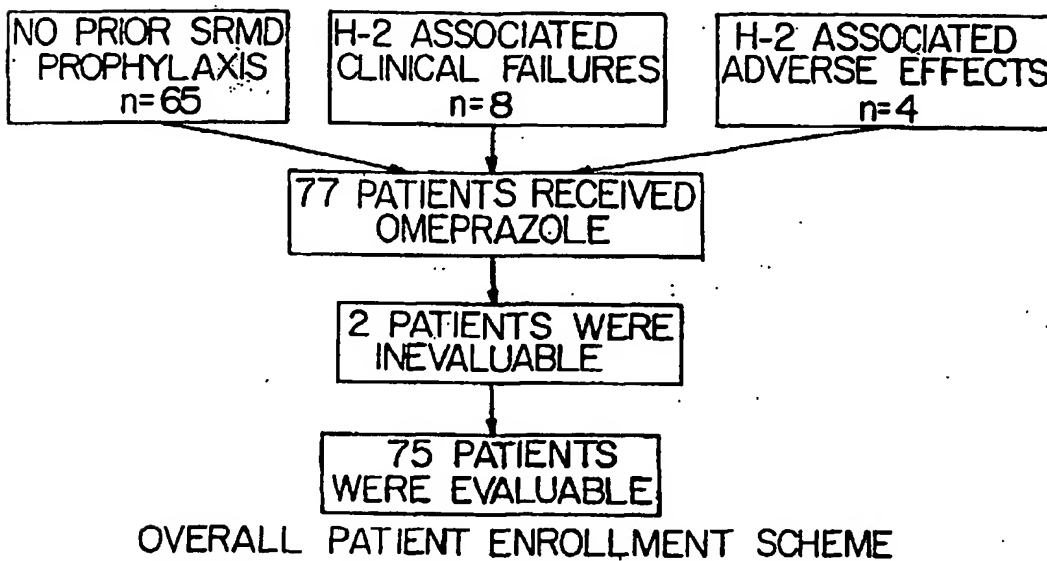 NO PRIOR SRMD
PROPHYLAXIS
n=65
H-2 ASSOCIATED
CLINICAL FAILURES
n=8
H-2 ASSOCIATED
ADVERSE EFFECTS
n=4
77 PATIENTS RECEIVED
OMEPRAZOLE
2 PATIENTS WERE
INEVALUABLE
75 PATIENTS
WERE EVALUABLE
OVERALL PATIENT ENROLLMENT SCHEME